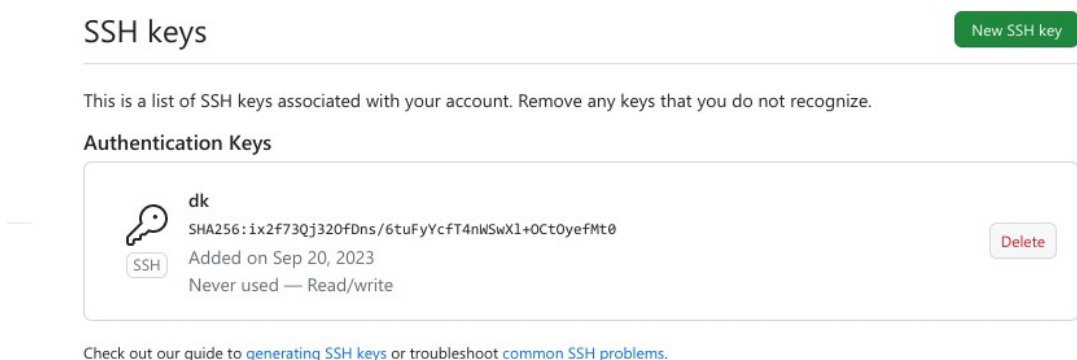 SSH keys
New SSH key
This is a list of SSH keys associated with your account. Remove any keys that you do not recognize.
Authentication Keys
dk
SHA256:ix2f73Qj32OfDns/6tuFyYcfT4nWSwXl+OCtOyefMt0
SSH
Added on Sep 20, 2023
Never used — Read/write
Delete
Check out our guide to generating SSH keys or troubleshoot common SSH problems.